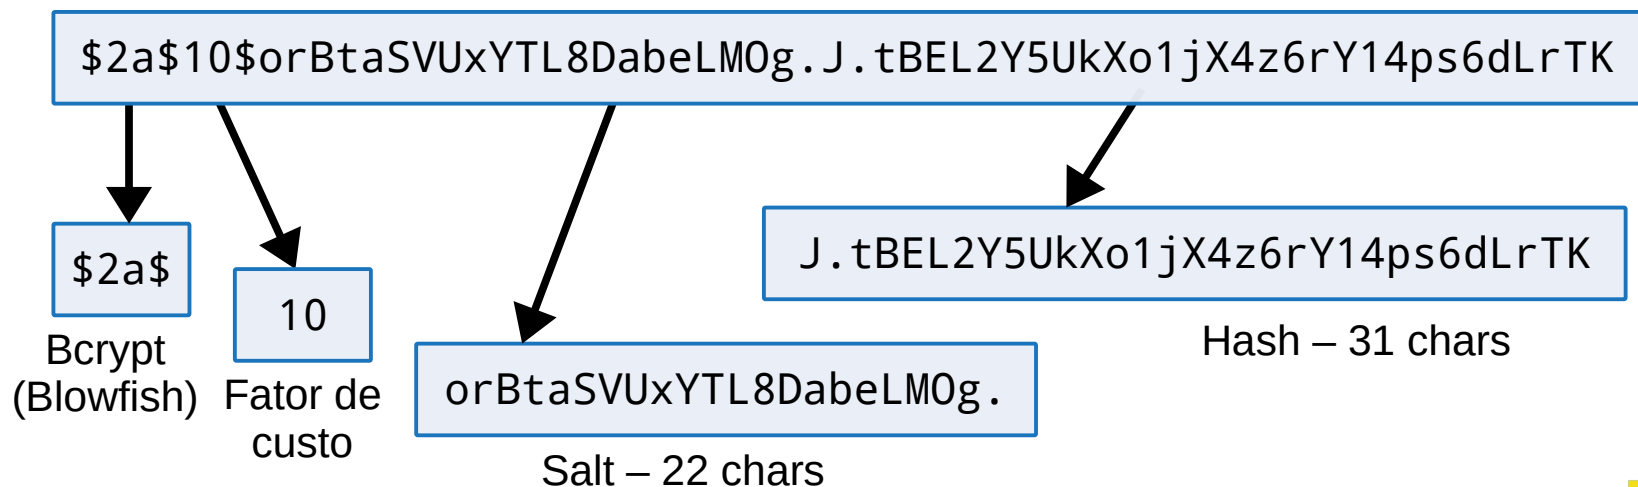 $2a$10$orBtaSVUxYTL8DabeLMOg.J.tBEL2Y5UkXo1jX4z6rY14ps6dLrTK
$2a$
Bcrypt
(Blowfish)
10
Fator de
custo
orBtaSVUxYTL8DabeLMOg.
Salt – 22 chars
J.tBEL2Y5UkXo1jX4z6rY14ps6dLrTK
Hash – 31 chars